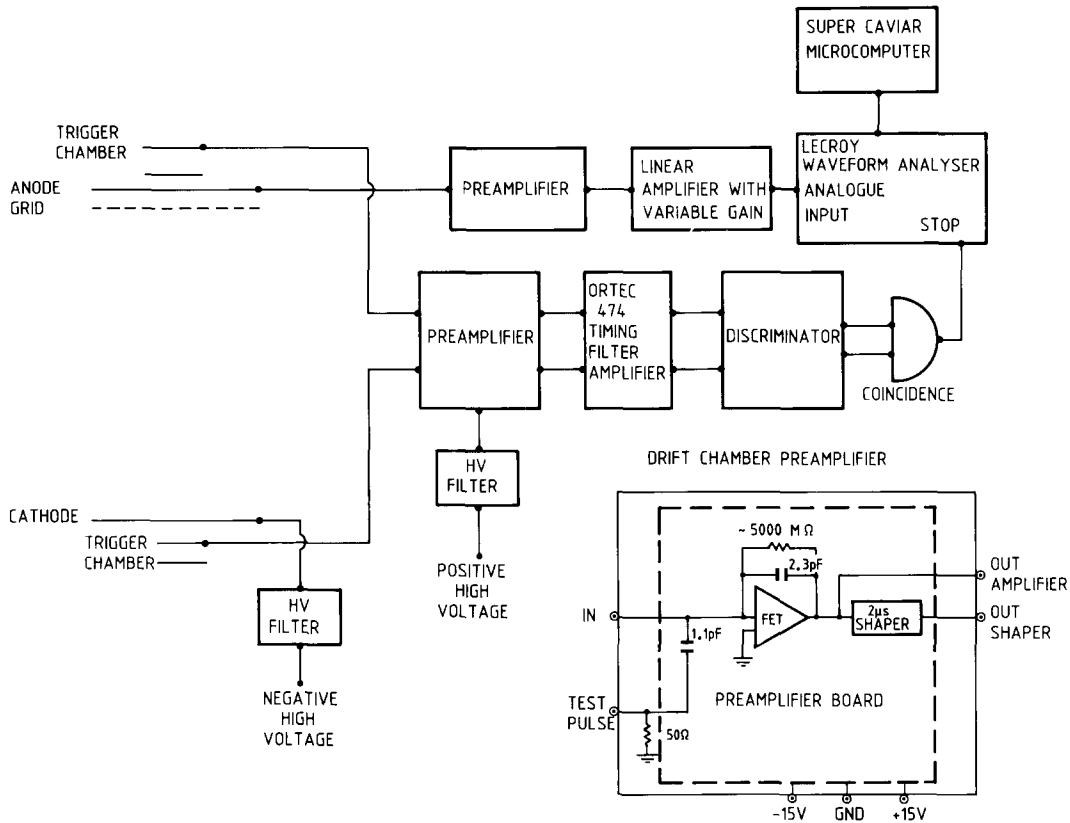 SUPER CAVIAR
MICROCOMPUTER
TRIGGER
CHAMBER
ANODE
GRID
PREAMPLIFIER
LINEAR
AMPLIFIER WITH
VARIABLE GAIN
LECROY
WAVEFORM ANALYSER
ANALOGUE
INPUT
STOP
PREAMPLIFIER
ORTEC
474
TIMING
FILTER
AMPLIFIER
DISCRIMINATOR
COINCIDENCE
HV
FILTER
POSITIVE
HIGH
VOLTAGE
CATHODE
TRIGGER
CHAMBER
HV
FILTER
NEGATIVE
HIGH
VOLTAGE
DRIFT CHAMBER PREAMPLIFIER
~ 5000 MΩ
2.3pF
OUT
AMPLIFIER
IN
FET
2µs
SHAPER
OUT
SHAPER
1.1pF
PREAMPLIFIER BOARD
TEST
PULSE
50Ω
-15V GND +15V